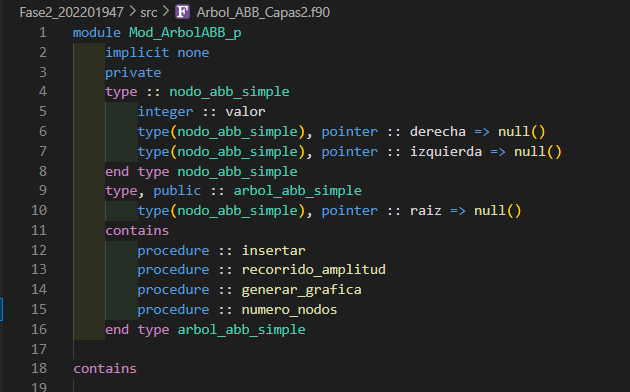 Fase2_202201947 > src > F Arbol_ABB_Capas2.f90
1 module Mod_ArbolABB_p
2     implicit none
3     private
4     type :: nodo_abb_simple
5         integer :: valor
6         type(nodo_abb_simple), pointer :: derecha => null()
7         type(nodo_abb_simple), pointer :: izquierda => null()
8     end type nodo_abb_simple
9     type, public :: arbol_abb_simple
10         type(nodo_abb_simple), pointer :: raiz => null()
11     contains
12         procedure :: insertar
13         procedure :: recorrido_amplitud
14         procedure :: generar_grafica
15         procedure :: numero_nodos
16     end type arbol_abb_simple
17
18 contains
19